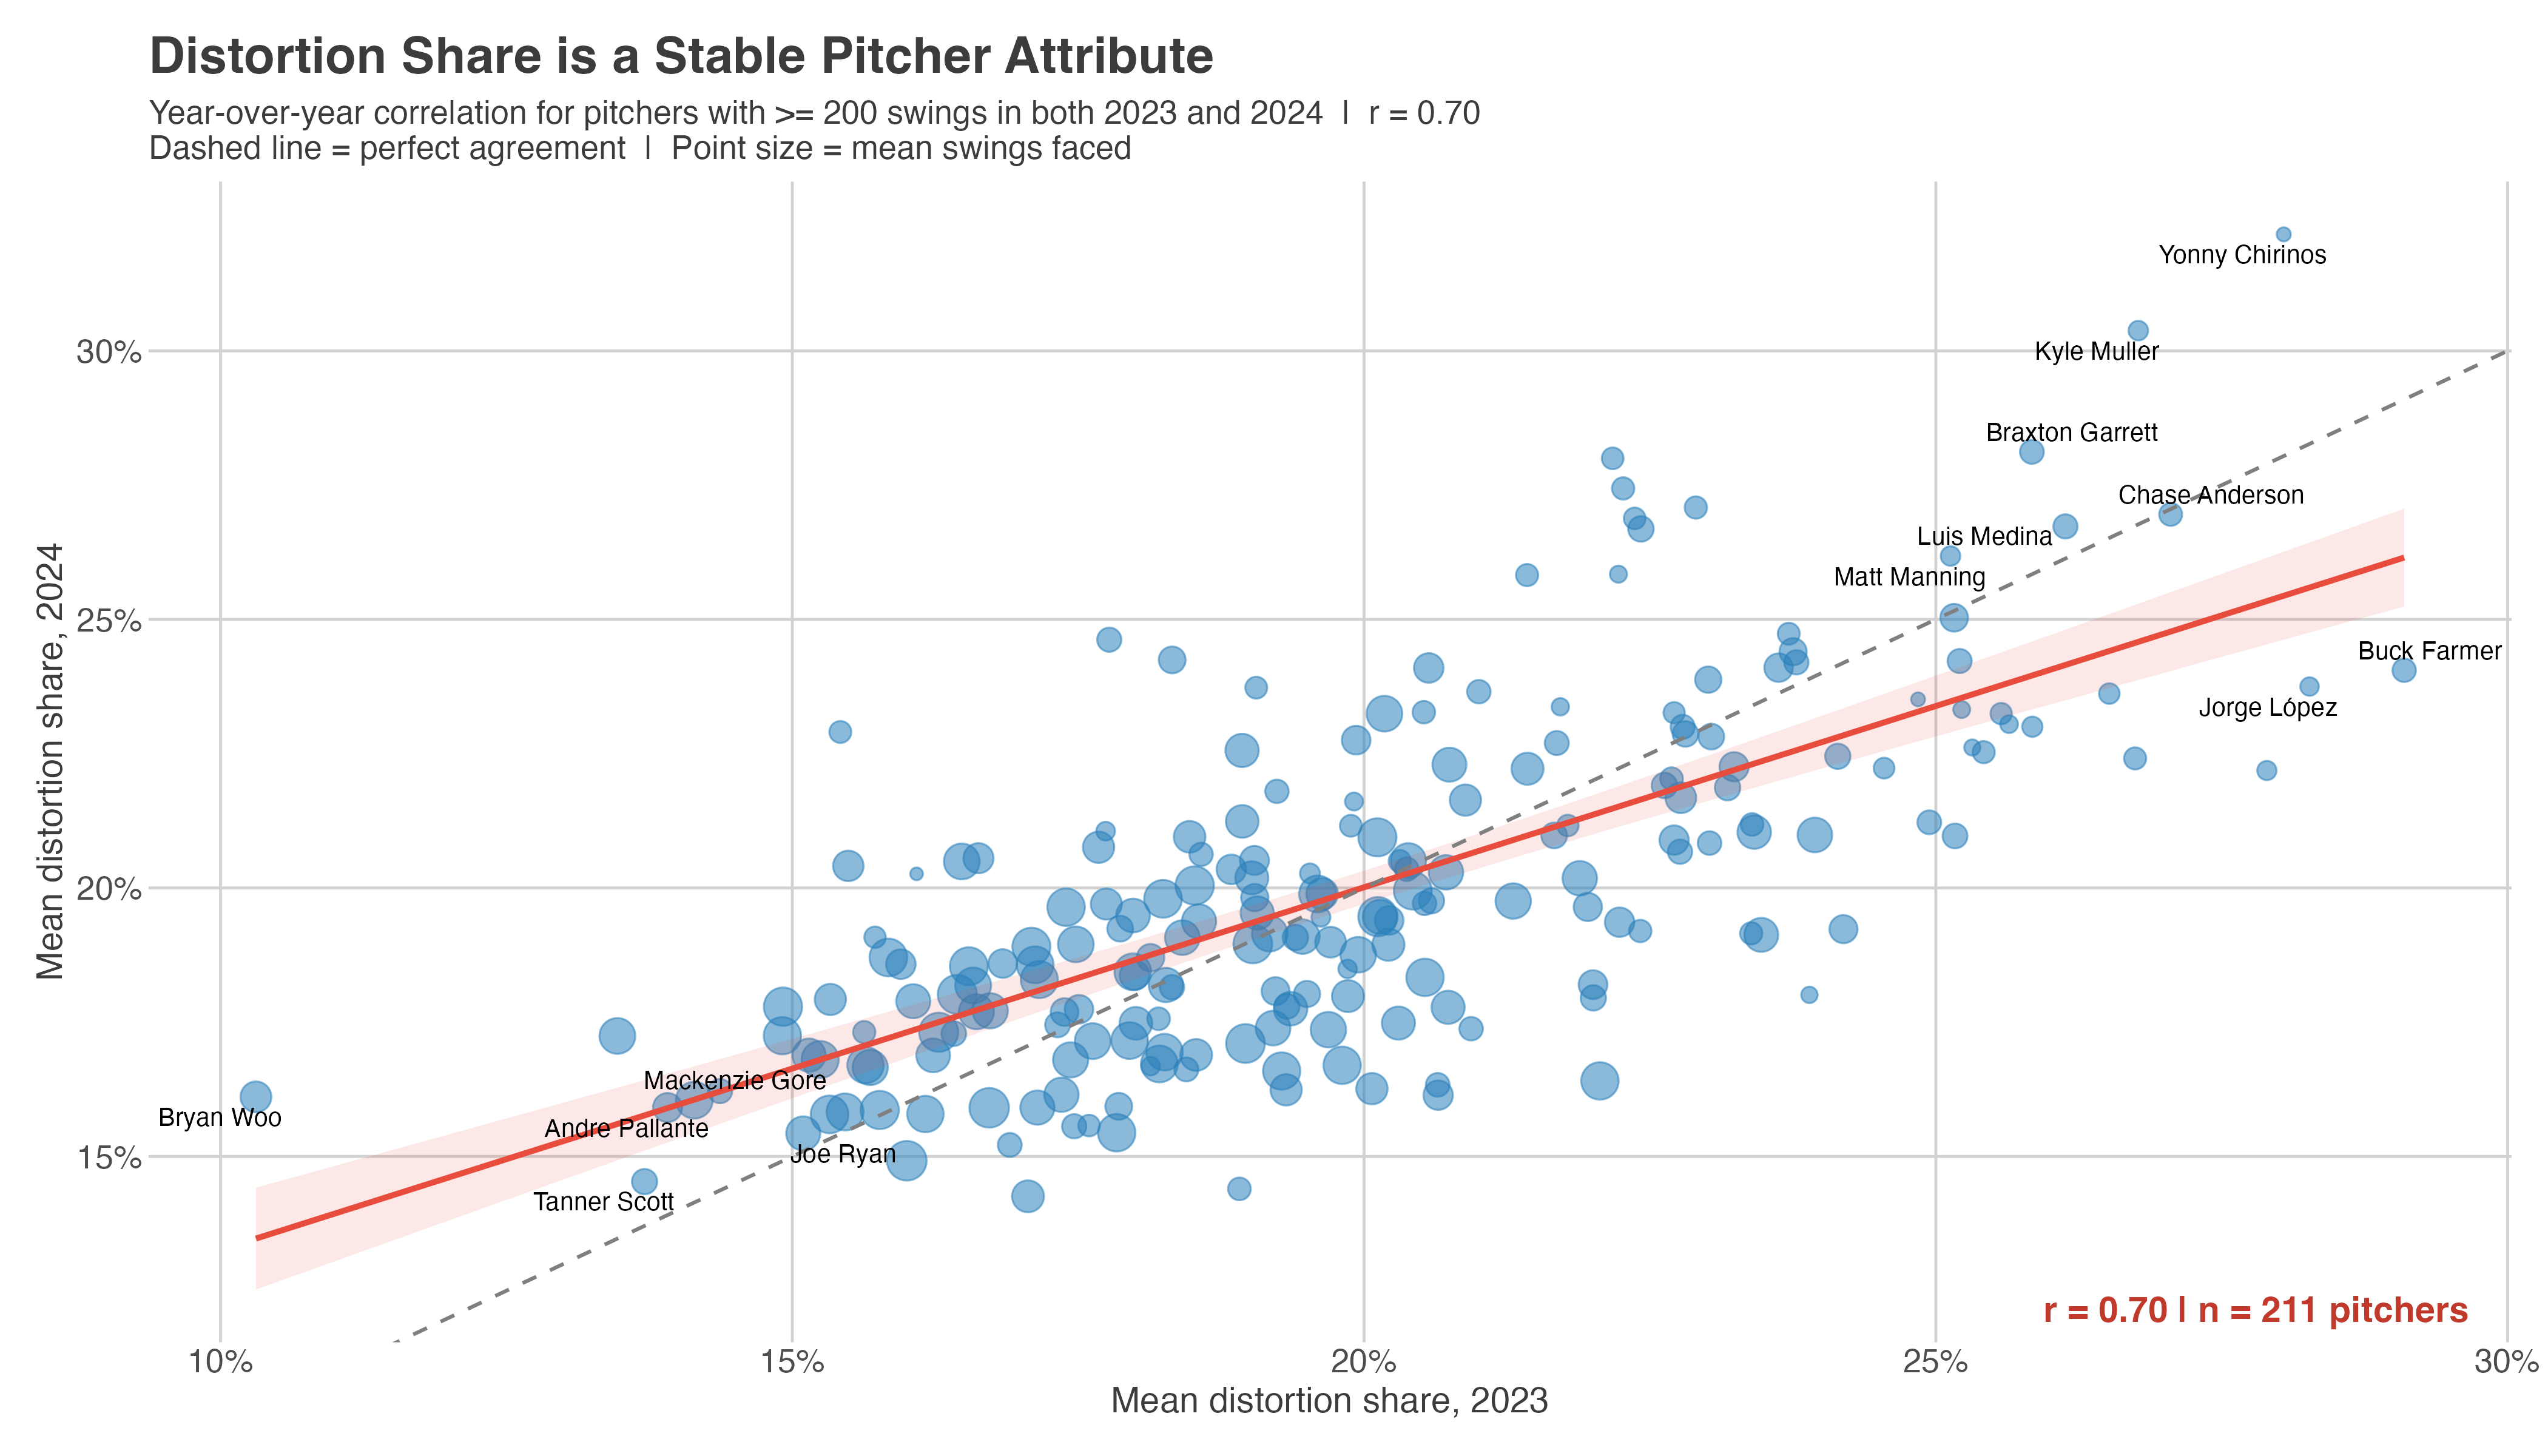 Distortion Share is a Stable Pitcher Attribute
Year-over-year correlation for pitchers with >= 200 swings in both 2023 and 2024 | r = 0.70
Dashed line = perfect agreement | Point size = mean swings faced
Mean distortion share, 2024
30%
25%
20%
15%
Yonny Chirinos
Kyle Muller
Braxton Garrett
Chase Anderson
Luis Medina
Matt Manning
Buck Farmer
Jorge López
Mackenzie Gore
Bryan Woo
Andre Pallante
Joe Ryan
Tanner Scott
r = 0.70 | n = 211 pitchers
10%
15%
20%
25%
30%
Mean distortion share, 2023